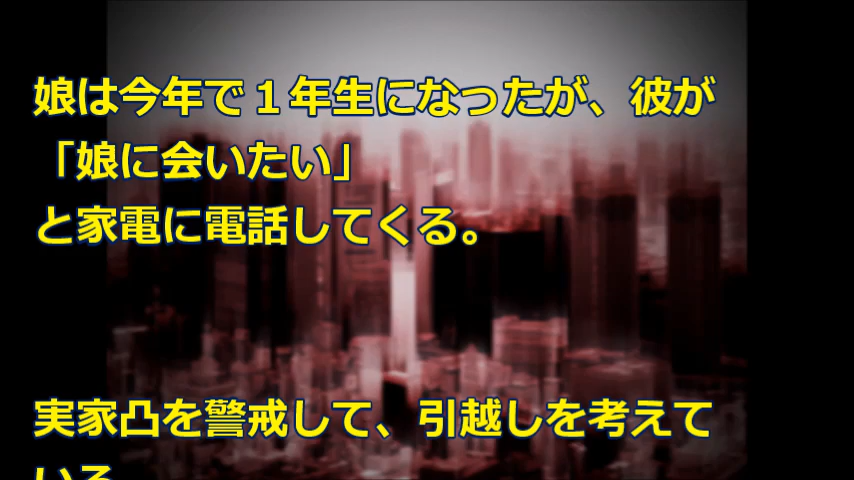 娘は今年で１年生になったが、彼が
「娘に会いたい」
と家電に電話してくる。
実家凸を警戒して、引越しを考えて
いる